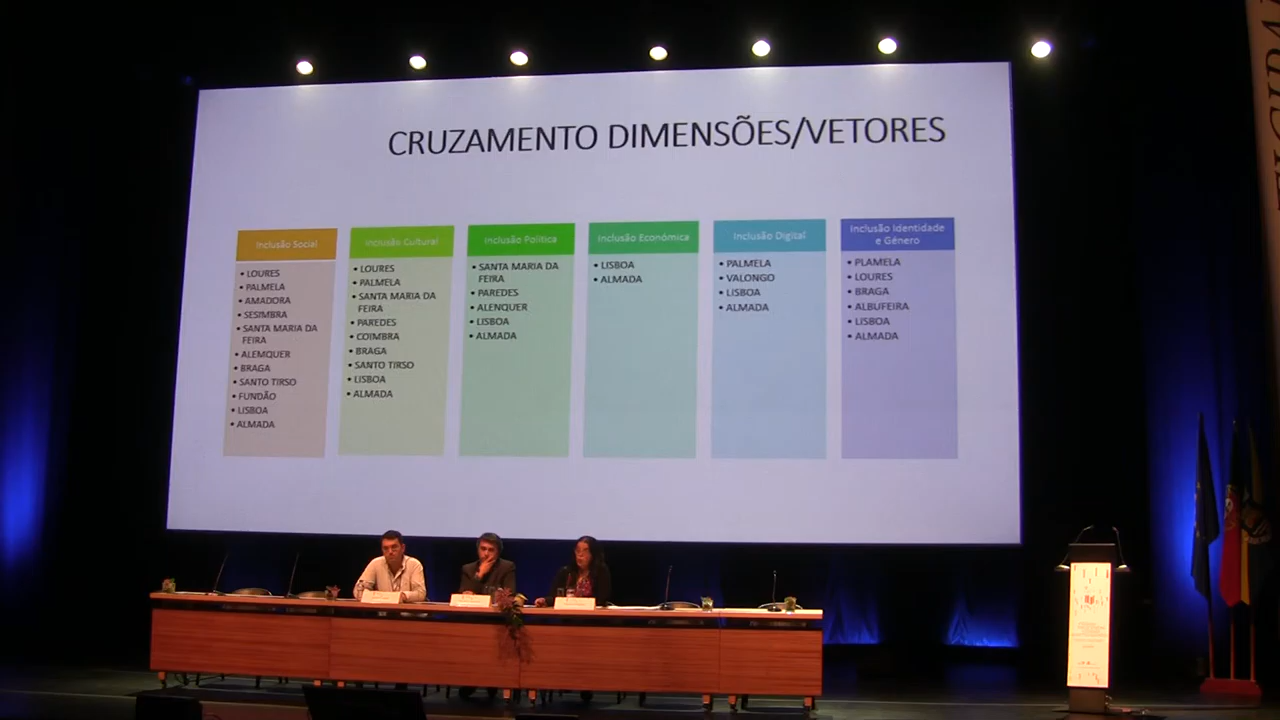 CRUZAMENTO DIMENSÕES/VETORES
Inclusão Social
• LOURES
• PALMELA
• AMADORA
• SESIMBRA
• SANTA MARIA DA
FEIRA
• ALEMQUER
• BRAGA
• SANTO TIRSO
• FUNDÃO
• LISBOA
• ALMADA
Inclusão Cultural
• LOURES
• PALMELA
• SANTA MARIA DA
FEIRA
• PAREDES
• COIMBRA
• BRAGA
• SANTO TIRSO
• LISBOA
• ALMADA
Inclusão Política
• SANTA MARIA DA
FEIRA
• PAREDES
• ALENQUER
• LISBOA
• ALMADA
Inclusão Económica
• LISBOA
• ALMADA
Inclusão Digital
• PALMELA
• VALONGO
• LISBOA
• ALMADA
Inclusão Identidade
e Género
• PLAMELA
• LOURES
• BRAGA
• ALBUFEIRA
• LISBOA
• ALMADA